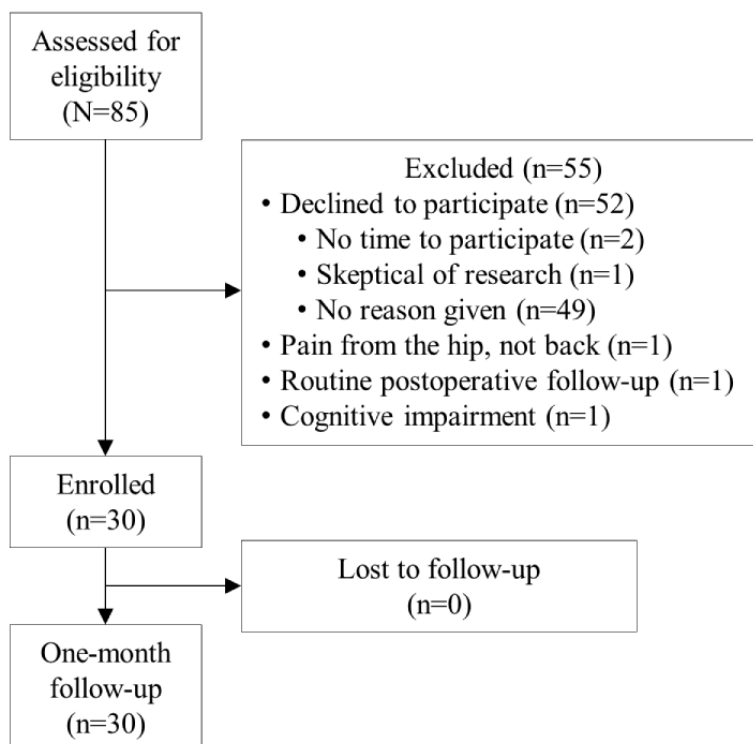 Assessed for
eligibility
(N=85)
Excluded (n=55)
• Declined to participate (n=52)
• No time to participate (n=2)
• Skeptical of research (n=1)
• No reason given (n=49)
• Pain from the hip, not back (n=1)
• Routine postoperative follow-up (n=1)
• Cognitive impairment (n=1)
Enrolled
(n=30)
Lost to follow-up
(n=0)
One-month
follow-up
(n=30)